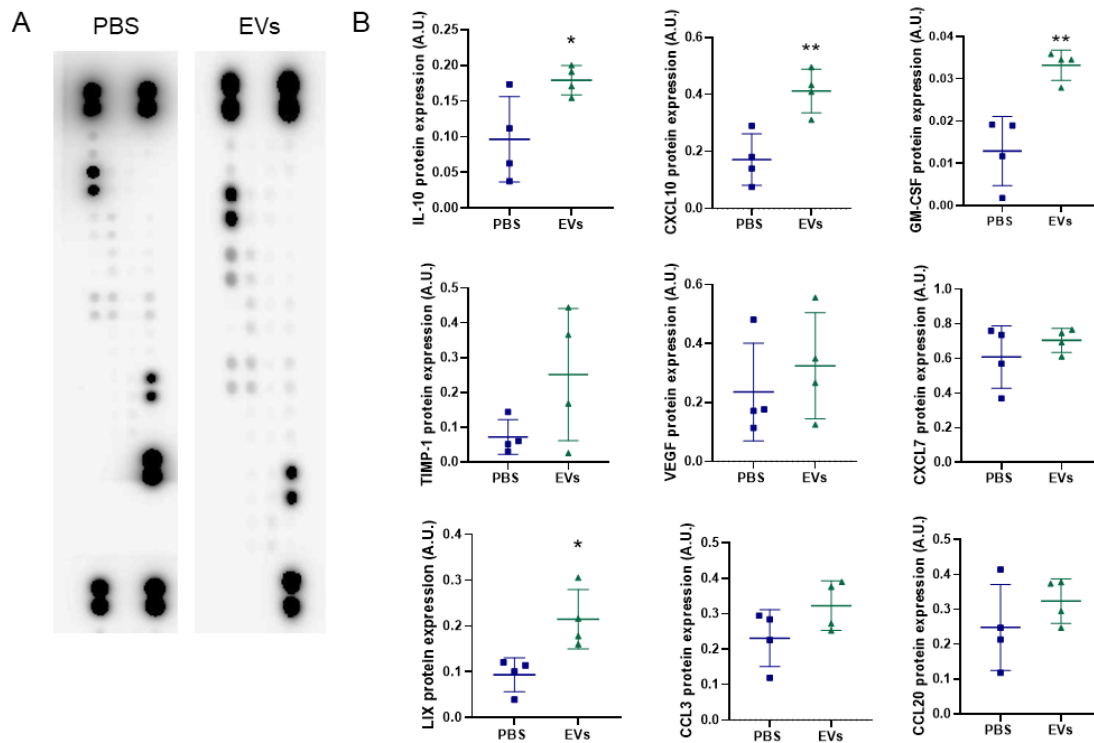 A
PBS
EVs
B
IL-10 protein expression (A.U.)
0.25
0.20
0.15
0.10
0.05
0.00
*
PBS
EVs
CXCL10 protein expression (A.U.)
0.6
0.4
0.2
0.0
**
PBS
EVs
GM-CSF protein expression (A.U.)
0.04
0.03
0.02
0.01
0.00
**
PBS
EVs
TIMP-1 protein expression (A.U.)
0.5
0.4
0.3
0.2
0.1
0.0
PBS
EVs
VEGF protein expression (A.U.)
0.6
0.4
0.2
0.0
PBS
EVs
CXCL7 protein expression (A.U.)
1.0
0.8
0.6
0.4
0.2
0.0
PBS
EVs
LIX protein expression (A.U.)
0.4
0.3
0.2
0.1
0.0
*
PBS
EVs
CCL3 protein expression (A.U.)
0.5
0.4
0.3
0.2
0.1
0.0
PBS
EVs
CCL20 protein expression (A.U.)
0.5
0.4
0.3
0.2
0.1
0.0
PBS
EVs